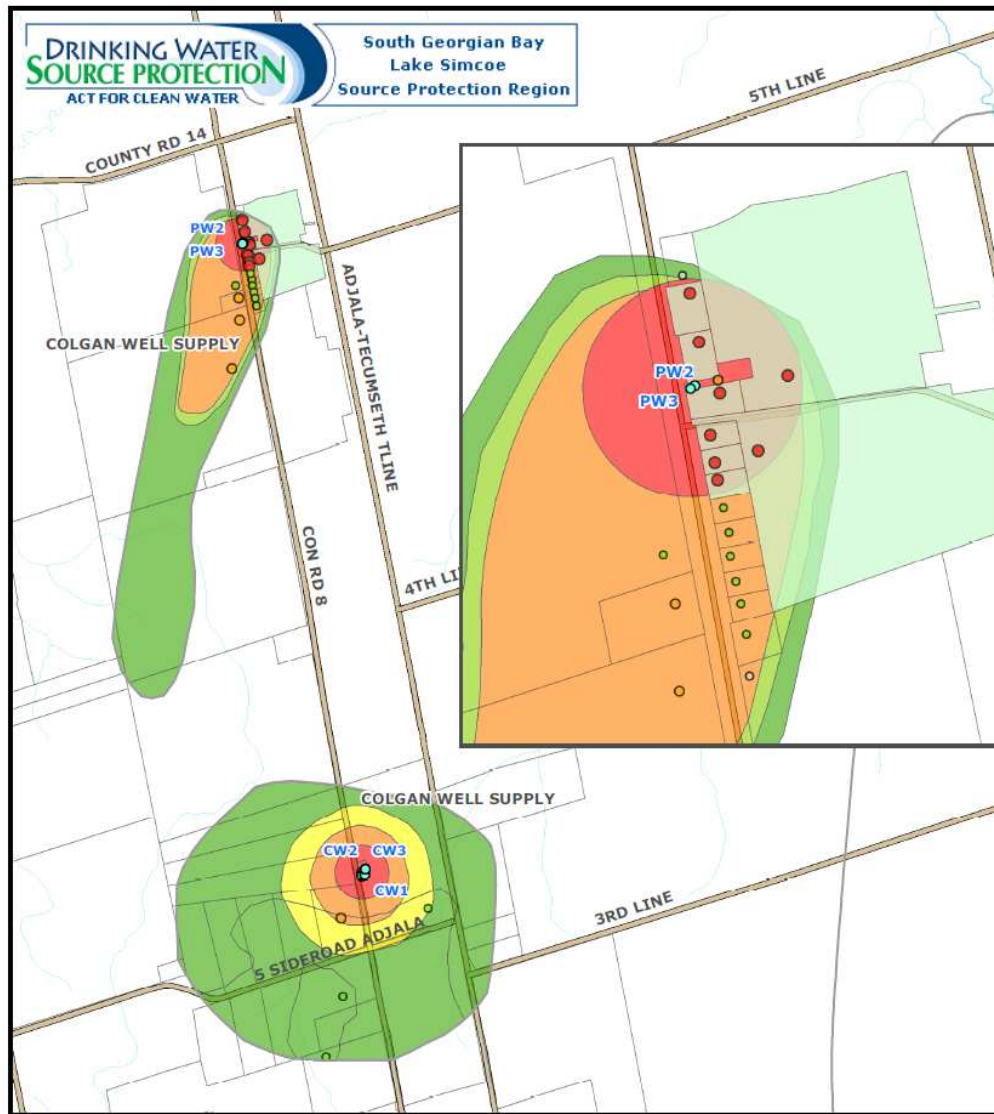 DRINKING WATER
SOURCE PROTECTION
ACT FOR CLEAN WATER
South Georgian Bay
Lake Simcoe
Source Protection Region
5TH LINE
COUNTY RD 14
PW2
PW3
ADJALA-TECUMSETH TLINE
COLGAN WELL SUPPLY
PW2
PW3
CON RD 8
4TH LI
COLGAN WELL SUPPLY
CW2
CW3
CW1
3RD LINE
5 SIDEROAD ADJALA